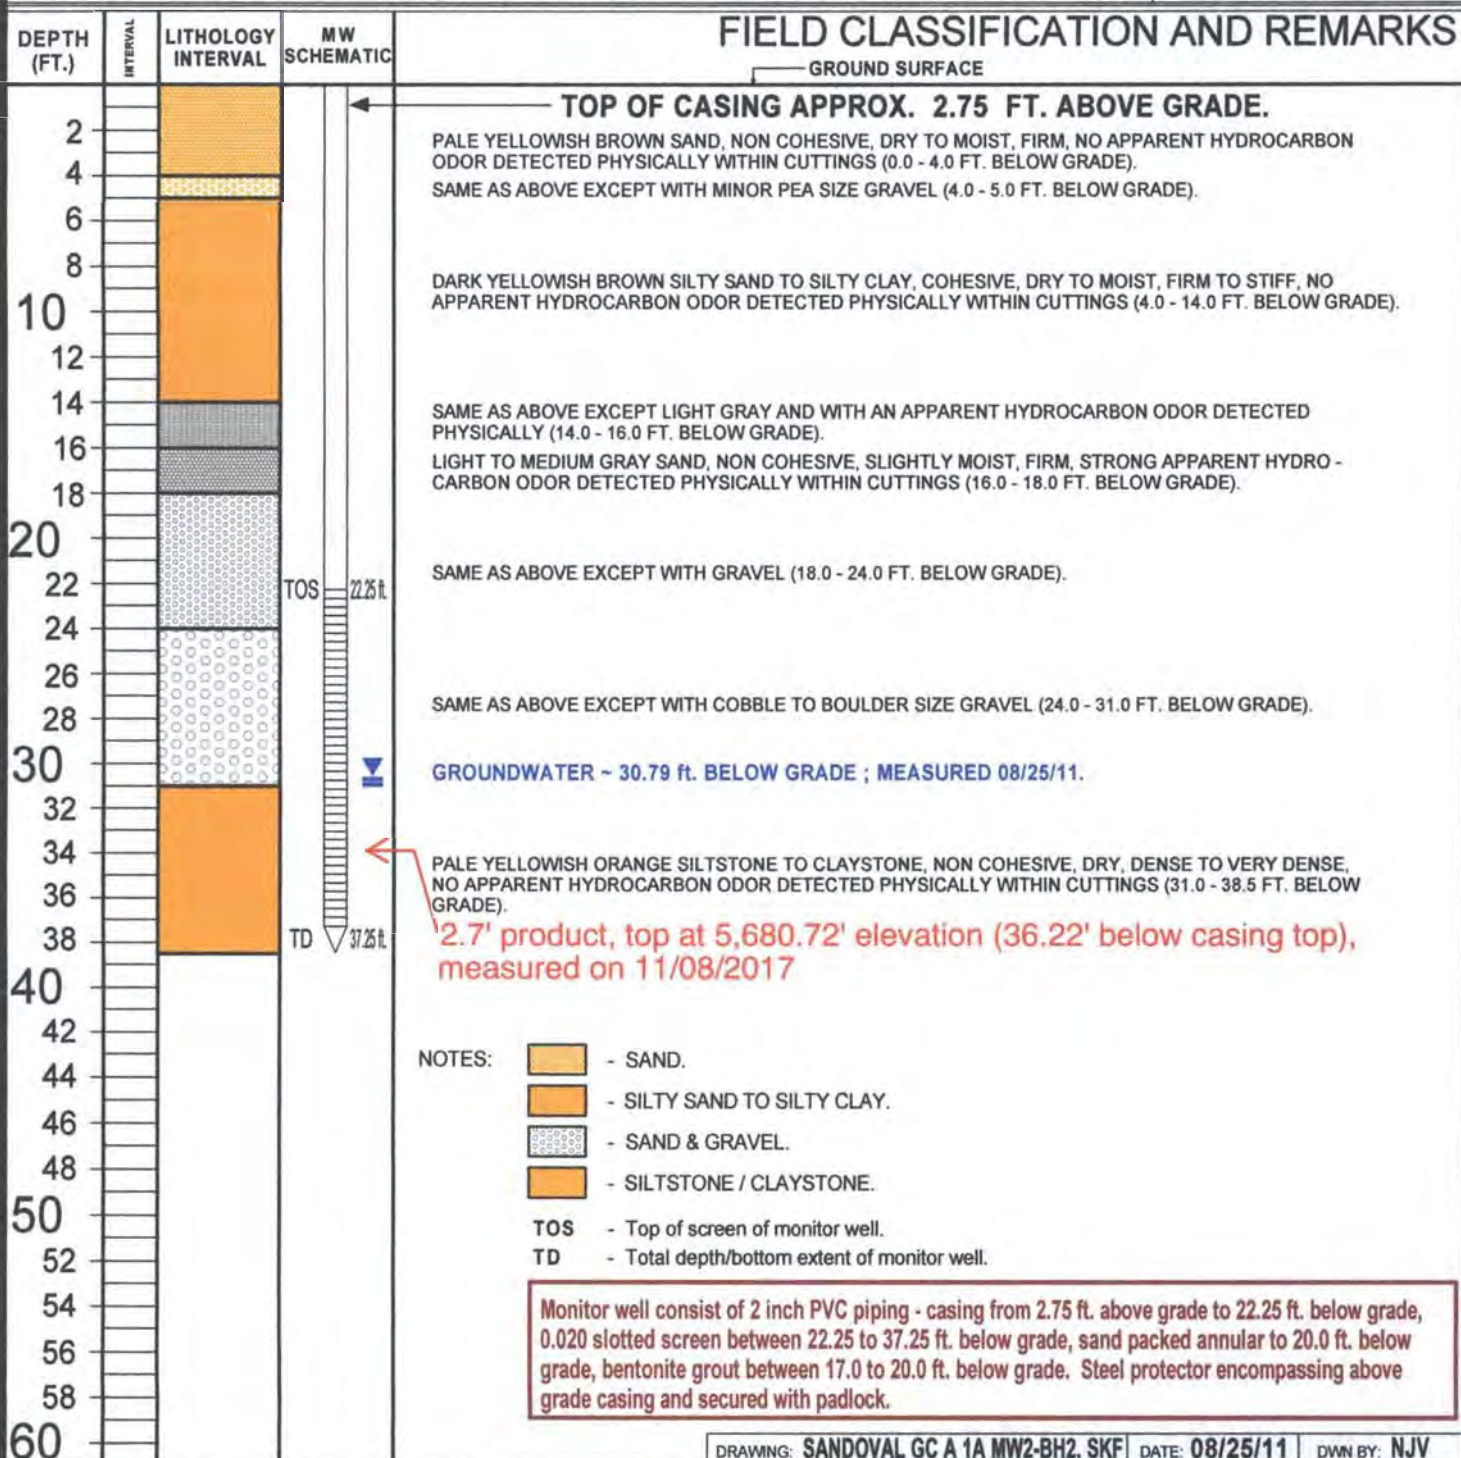 FIELD CLASSIFICATION AND REMARKS
DEPTH (FT.)
INTERVAL
LITHOLOGY INTERVAL
MW SCHEMATIC
GROUND SURFACE
TOP OF CASING APPROX. 2.75 FT. ABOVE GRADE.
2
PALE YELLOWISH BROWN SAND, NON COHESIVE, DRY TO MOIST, FIRM, NO APPARENT HYDROCARBON
ODOR DETECTED PHYSICALLY WITHIN CUTTINGS (0.0 - 4.0 FT. BELOW GRADE).
4
SAME AS ABOVE EXCEPT WITH MINOR PEA SIZE GRAVEL (4.0 - 5.0 FT. BELOW GRADE).
6
8
DARK YELLOWISH BROWN SILTY SAND TO SILTY CLAY, COHESIVE, DRY TO MOIST, FIRM TO STIFF, NO
APPARENT HYDROCARBON ODOR DETECTED PHYSICALLY WITHIN CUTTINGS (4.0 - 14.0 FT. BELOW GRADE).
10
12
14
SAME AS ABOVE EXCEPT LIGHT GRAY AND WITH AN APPARENT HYDROCARBON ODOR DETECTED
PHYSICALLY (14.0 - 16.0 FT. BELOW GRADE).
16
LIGHT TO MEDIUM GRAY SAND, NON COHESIVE, SLIGHTLY MOIST, FIRM, STRONG APPARENT HYDRO -
CARBON ODOR DETECTED PHYSICALLY WITHIN CUTTINGS (16.0 - 18.0 FT. BELOW GRADE).
18
20
SAME AS ABOVE EXCEPT WITH GRAVEL (18.0 - 24.0 FT. BELOW GRADE).
22
TOS 22.25 ft.
24
26
SAME AS ABOVE EXCEPT WITH COBBLE TO BOULDER SIZE GRAVEL (24.0 - 31.0 FT. BELOW GRADE).
28
30
GROUNDWATER ~ 30.79 ft. BELOW GRADE ; MEASURED 08/25/11.
32
34
PALE YELLOWISH ORANGE SILTSTONE TO CLAYSTONE, NON COHESIVE, DRY, DENSE TO VERY DENSE,
NO APPARENT HYDROCARBON ODOR DETECTED PHYSICALLY WITHIN CUTTINGS (31.0 - 38.5 FT. BELOW
GRADE).
36
38
TD 37.25 ft.
2.7' product, top at 5,680.72' elevation (36.22' below casing top),
measured on 11/08/2017
40
42
NOTES:
- SAND.
44
- SILTY SAND TO SILTY CLAY.
46
- SAND & GRAVEL.
48
- SILTSTONE / CLAYSTONE.
50
TOS - Top of screen of monitor well.
52
TD - Total depth/bottom extent of monitor well.
54
56
58
60
Monitor well consist of 2 inch PVC piping - casing from 2.75 ft. above grade to 22.25 ft. below grade,
0.020 slotted screen between 22.25 to 37.25 ft. below grade, sand packed annular to 20.0 ft. below
grade, bentonite grout between 17.0 to 20.0 ft. below grade. Steel protector encompassing above
grade casing and secured with padlock.
DRAWING: SANDOVAL GC A 1A MW2-BH2. SKF DATE: 08/25/11 DWN BY: NJV